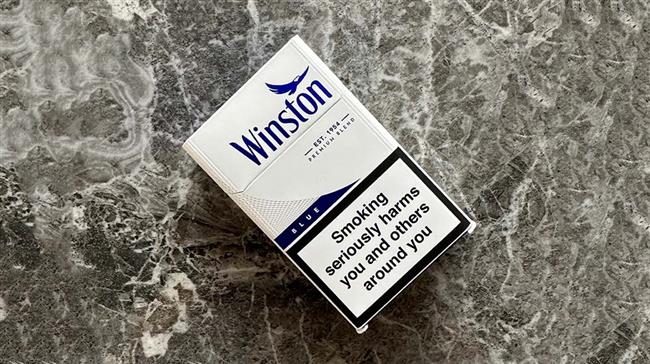 Winston
EST. 1954
PREMIUM BLEND
BLUE
Smoking
seriously harms
you and others
around you